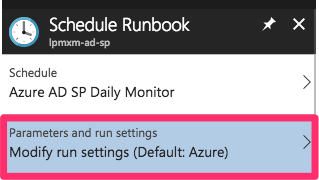 Schedule Runbook
lpmxm-ad-sp
Schedule
Azure AD SP Daily Monitor
Parameters and run settings
Modify run settings (Default: Azure)